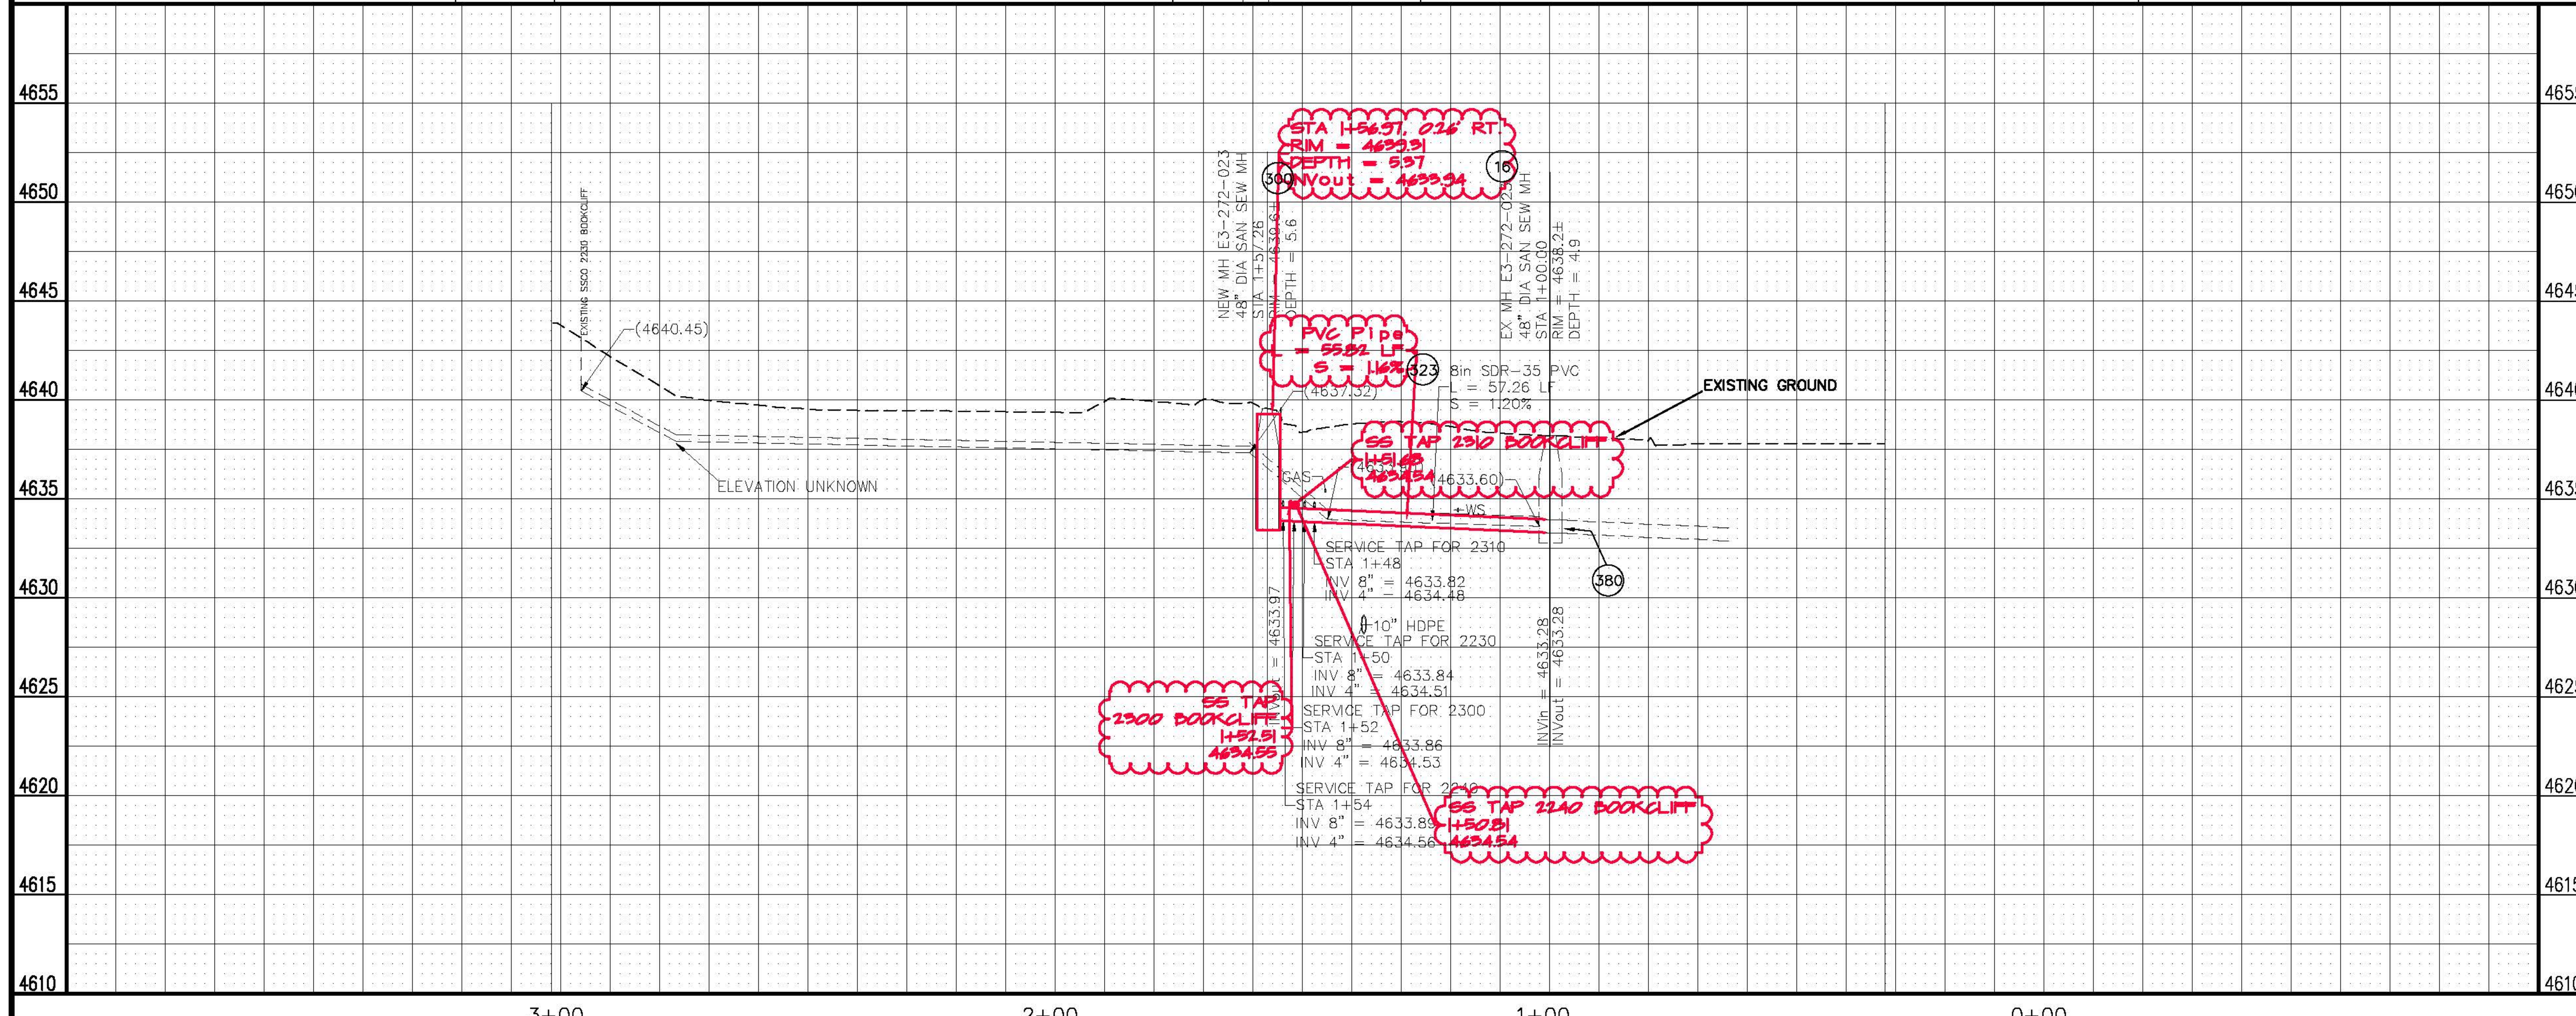 4655
4650
4645
4640
4635
4630
4625
4620
4615
4610
EXISTING SSCO 2230 BOOKCLIFF
(4640.45)
ELEVATION UNKNOWN
NEW MH E3-272-023
48" DIA SAN SEW MH
STA 1+57.26
RIM = 4639.6±
DEPTH = 5.6
300
STA 1+56.97, 0.26' RT.
RIM = 4639.31
DEPTH = 5.37
INVout = 4633.94
16
EX MH E3-272-025
48" DIA SAN SEW MH
STA 1+00.00
RIM = 4638.2±
DEPTH = 4.9
PVC Pipe
L = 55.82 LF
S = 1.16%
323
8in SDR-35 PVC
L = 57.26 LF
S = 1.20%
(4637.32)
EXISTING GROUND
SS TAP 2310 BOOKCLIFF
1+51.68
4634.54
GAS
(4633.60)
WS
380
SERVICE TAP FOR 2310
STA 1+48
INV 8" = 4633.82
INV 4" = 4634.48
10" HDPE
SERVICE TAP FOR 2230
STA 1+50
INV 8" = 4633.84
INV 4" = 4634.51
SERVICE TAP FOR 2300
STA 1+52
INV 8" = 4633.86
INV 4" = 4634.53
SERVICE TAP FOR 2240
STA 1+54
INV 8" = 4633.89
INV 4" = 4634.56
INVout = 4633.97
INVin = 4633.28
INVout = 4633.28
SS TAP
2300 BOOKCLIFF
1+52.51
4634.55
SS TAP 2240 BOOKCLIFF
1+50.81
4634.54
3+00
2+00
1+00
0+00